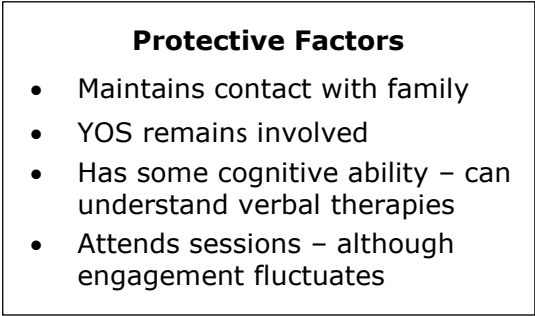 Protective Factors
• Maintains contact with family
• YOS remains involved
• Has some cognitive ability – can
understand verbal therapies
• Attends sessions – although
engagement fluctuates